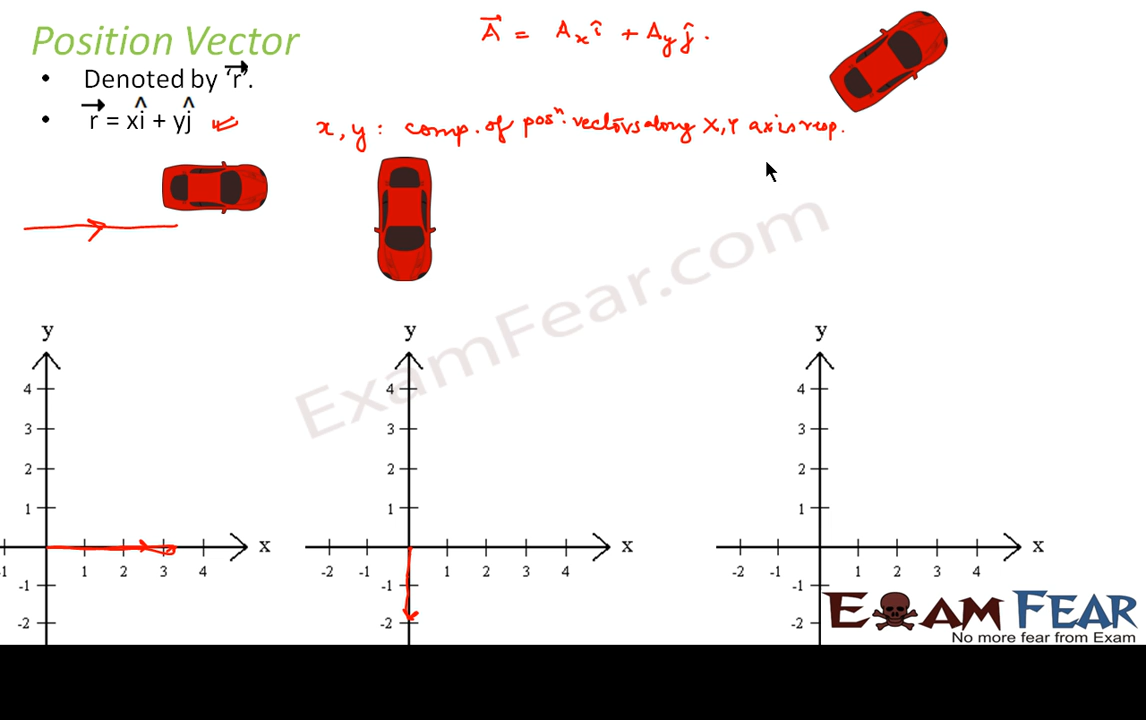 Position Vector
A⃗ = Aₓî + Aᵧĵ.
• Denoted by r⃗.
• r⃗ = xî + yĵ
x, y: comp. of posⁿ. vectors along X, Y axis resp.
ExamFear.com
y y y
4 4 4
3 3 3
2 2 2
1 1 1
x x x
-1 1 2 3 4 -2 -1 1 2 3 4 -2 -1 1 2 3 4
-1 -1 -1
-2 -2 -2
EXAM FEAR
No more fear from Exam